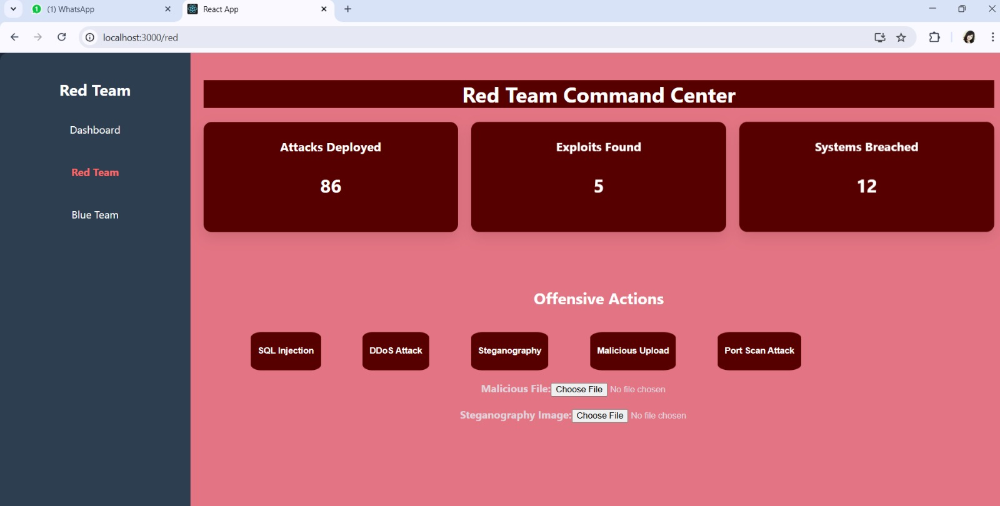 (1) WhatsApp
React App
localhost:3000/red
Red Team
Dashboard
Red Team
Blue Team
Red Team Command Center
Attacks Deployed
86
Exploits Found
5
Systems Breached
12
Offensive Actions
SQL Injection
DDoS Attack
Steganography
Malicious Upload
Port Scan Attack
Malicious File: Choose File No file chosen
Steganography Image: Choose File No file chosen